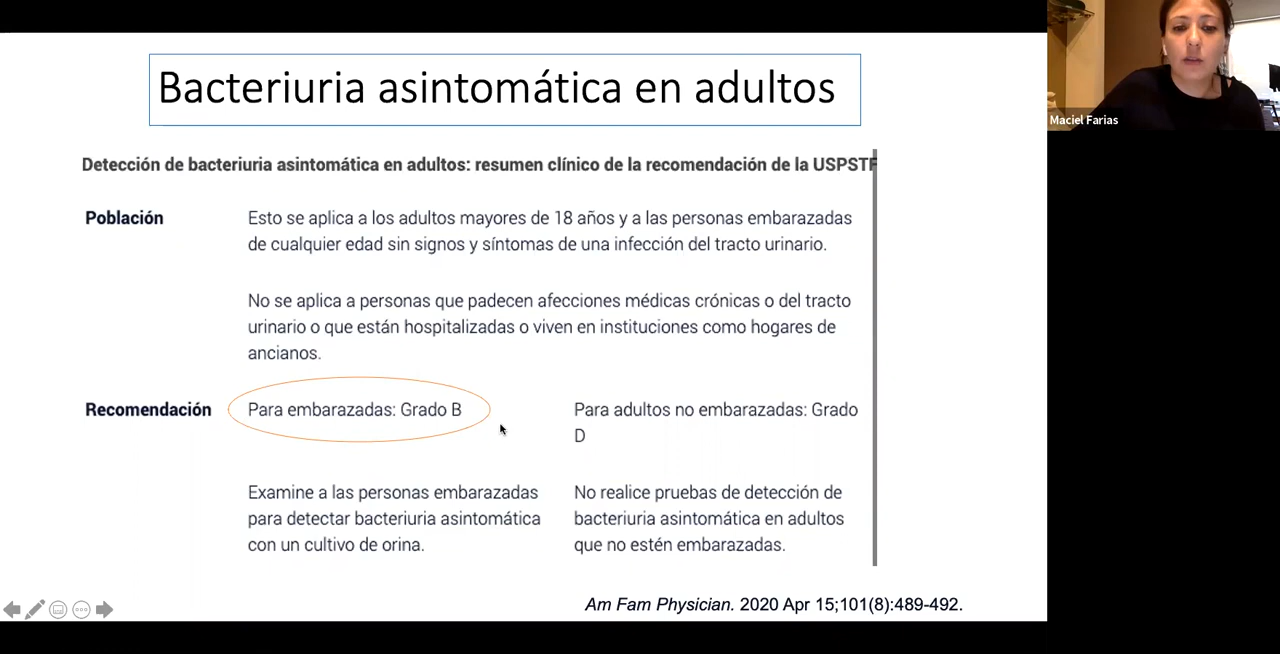 Bacteriuria asintomática en adultos
Detección de bacteriuria asintomática en adultos: resumen clínico de la recomendación de la USPSTF
Población
Esto se aplica a los adultos mayores de 18 años y a las personas embarazadas
de cualquier edad sin signos y síntomas de una infección del tracto urinario.
No se aplica a personas que padecen afecciones médicas crónicas o del tracto
urinario o que están hospitalizadas o viven en instituciones como hogares de
ancianos.
Recomendación
Para embarazadas: Grado B
Para adultos no embarazadas: Grado
D
Examine a las personas embarazadas
para detectar bacteriuria asintomática
con un cultivo de orina.
No realice pruebas de detección de
bacteriuria asintomática en adultos
que no estén embarazadas.
Am Fam Physician. 2020 Apr 15;101(8):489-492.
Maciel Farias